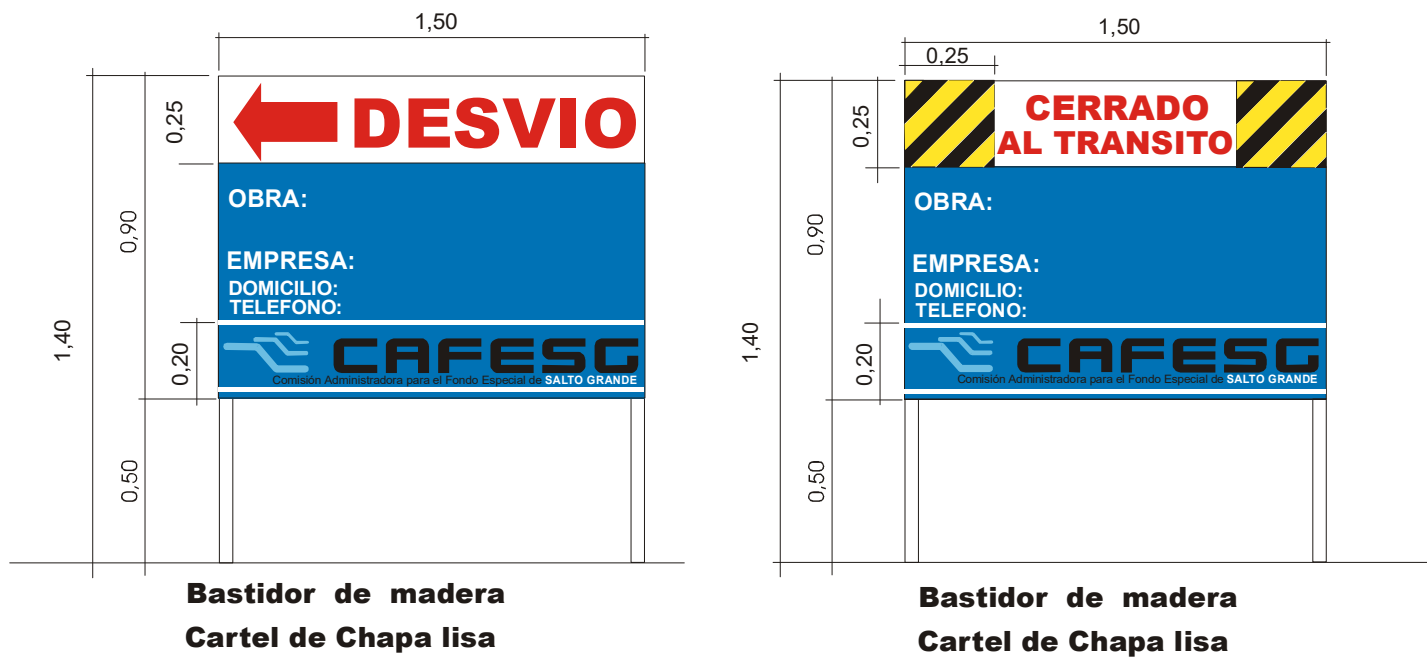 1,50
0,25
0,90
1,40
0,20
0,50
DESVIO
OBRA:
EMPRESA:
DOMICILIO:
TELEFONO:
CAFESG
Comisión Administradora para el Fondo Especial de SALTO GRANDE
Bastidor de madera
Cartel de Chapa lisa
1,50
0,25
0,25
0,90
1,40
0,20
0,50
CERRADO
AL TRANSITO
OBRA:
EMPRESA:
DOMICILIO:
TELEFONO:
CAFESG
Comisión Administradora para el Fondo Especial de SALTO GRANDE
Bastidor de madera
Cartel de Chapa lisa